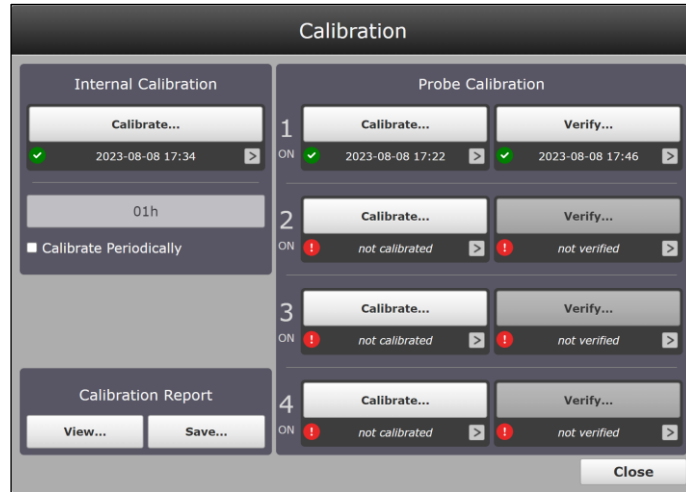 Calibration
Internal Calibration
Calibrate...
2023-08-08 17:34 >
01h
Calibrate Periodically
Calibration Report
View... Save...
Probe Calibration
1 Calibrate... Verify...
ON 2023-08-08 17:22 > 2023-08-08 17:46 >
2 Calibrate... Verify...
ON ! not calibrated > ! not verified >
3 Calibrate... Verify...
ON ! not calibrated > ! not verified >
4 Calibrate... Verify...
ON ! not calibrated > ! not verified >
Close